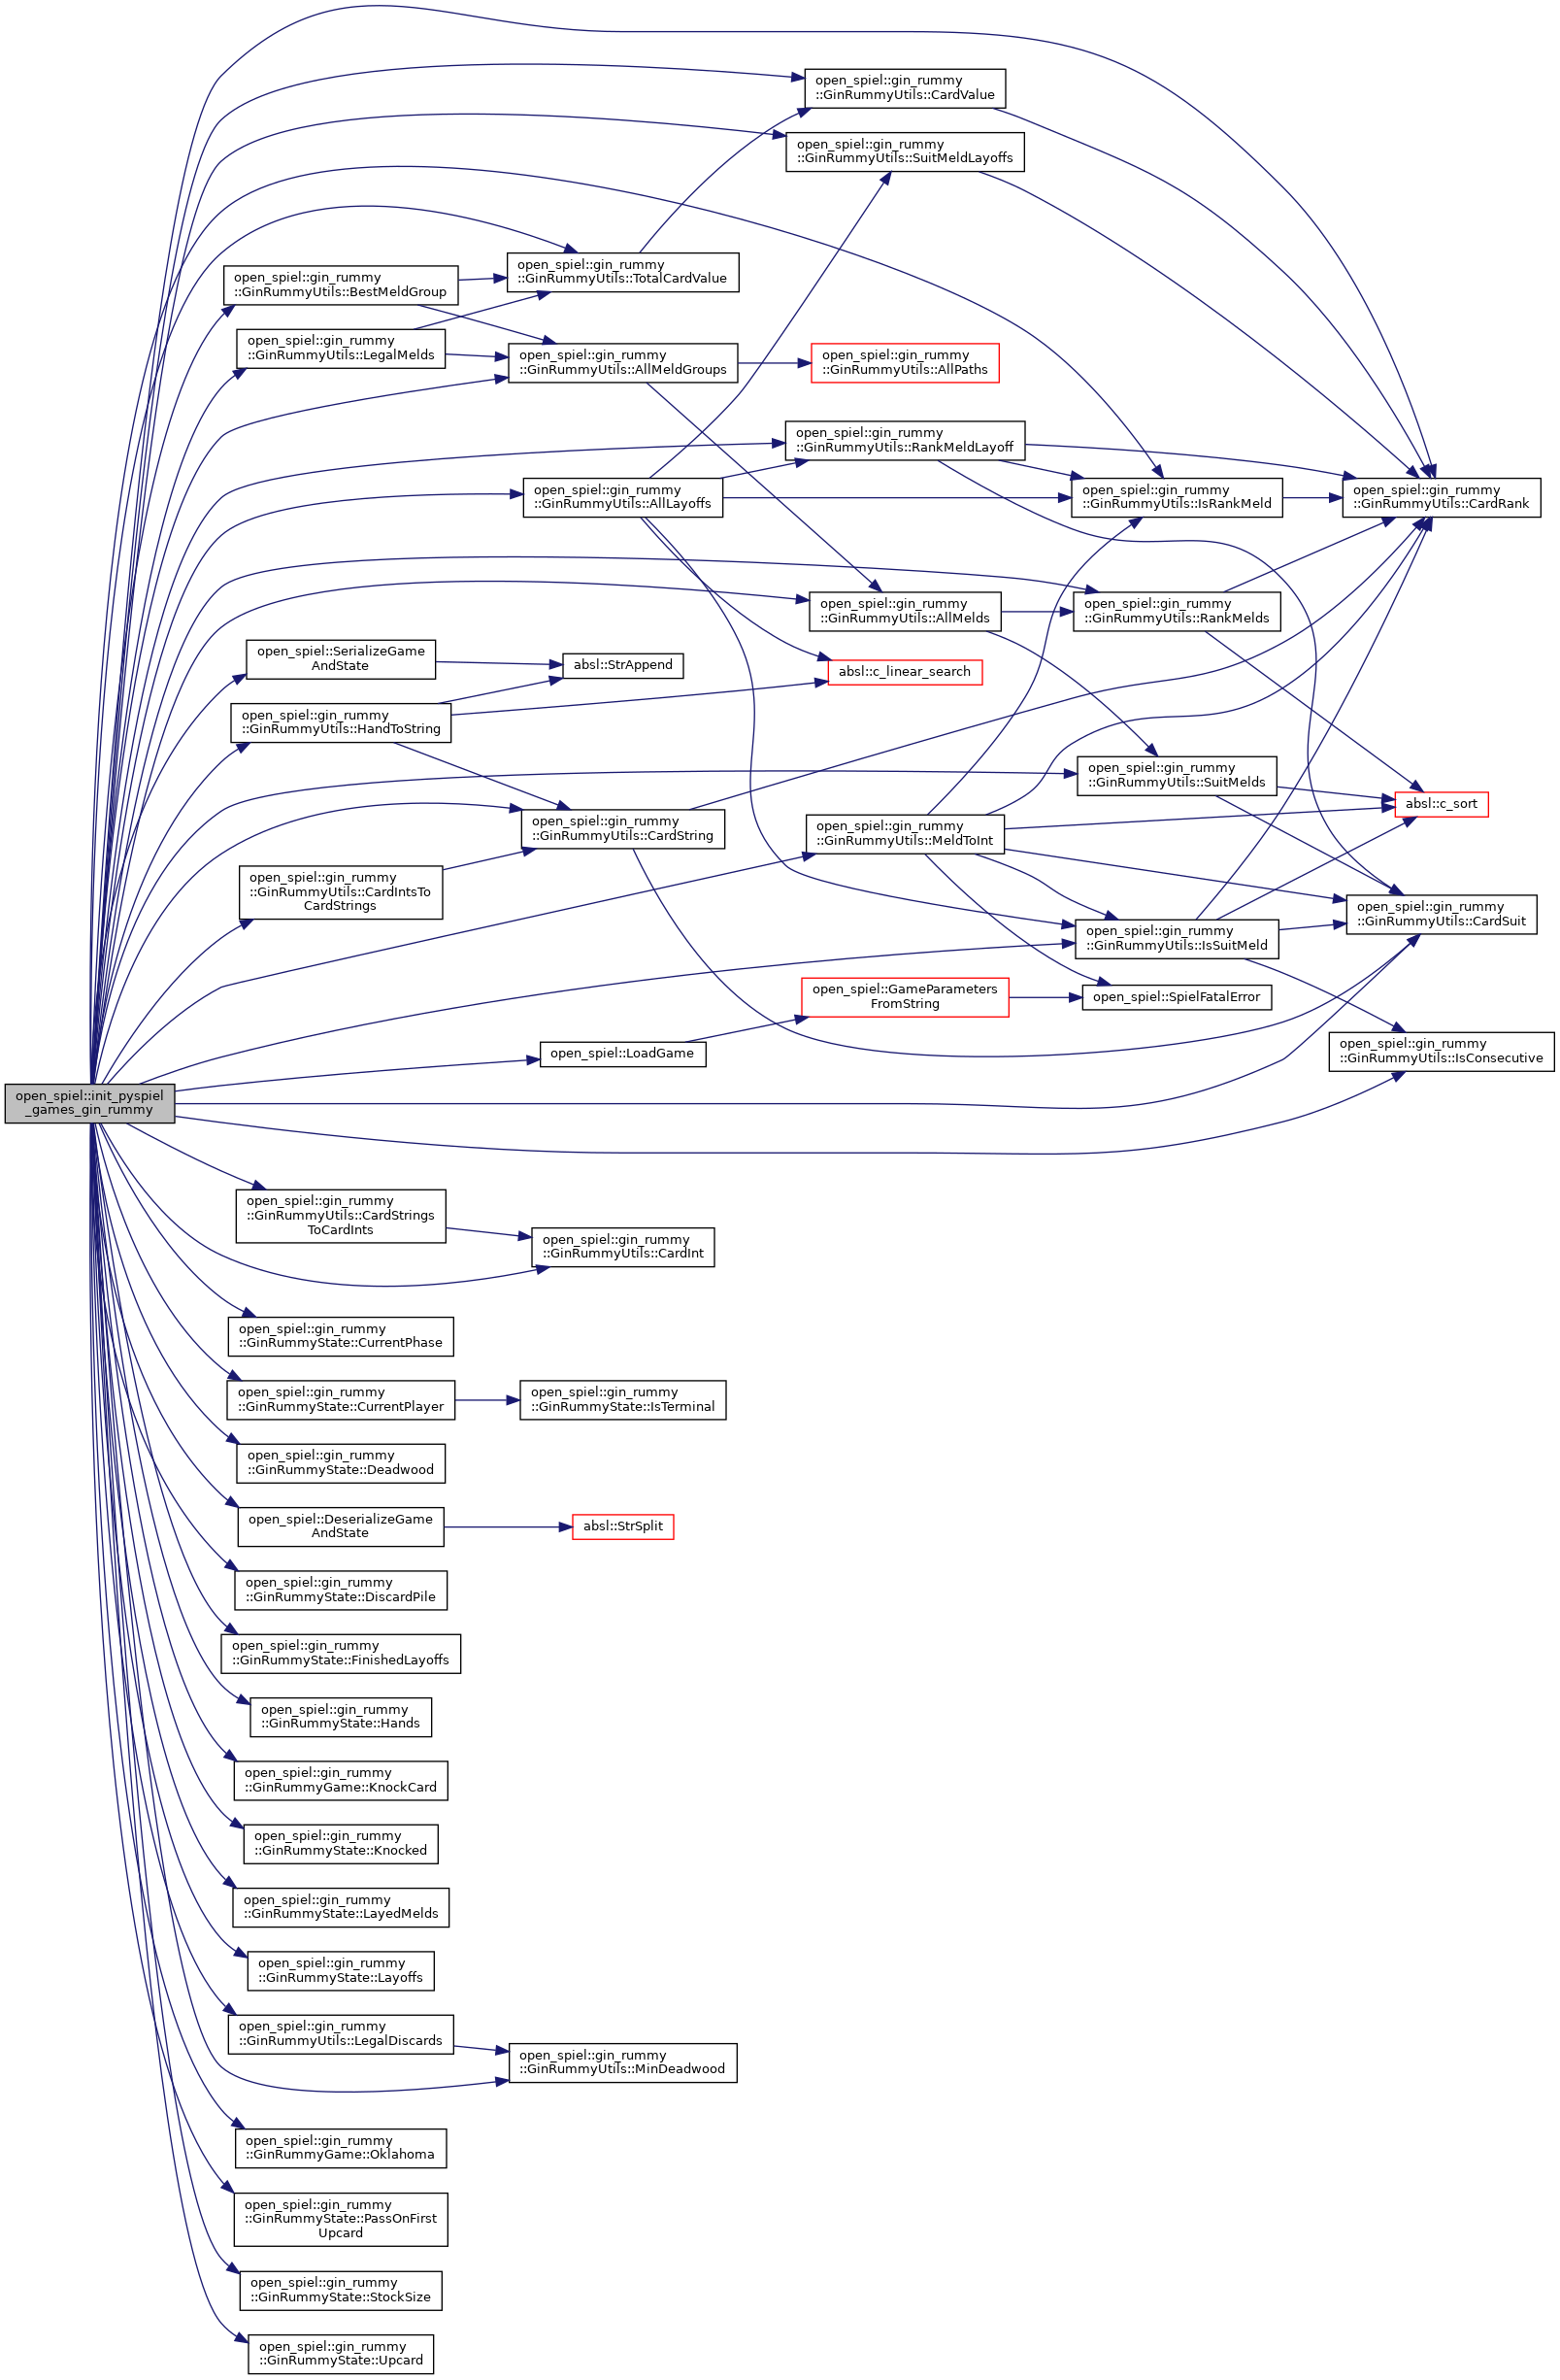 open_spiel::gin_rummy
::GinRummyUtils::CardValue
open_spiel::gin_rummy
::GinRummyUtils::SuitMeldLayoffs
open_spiel::gin_rummy
::GinRummyUtils::TotalCardValue
open_spiel::gin_rummy
::GinRummyUtils::BestMeldGroup
open_spiel::gin_rummy
::GinRummyUtils::LegalMelds
open_spiel::gin_rummy
::GinRummyUtils::AllMeldGroups
open_spiel::gin_rummy
::GinRummyUtils::AllPaths
open_spiel::gin_rummy
::GinRummyUtils::RankMeldLayoff
open_spiel::gin_rummy
::GinRummyUtils::AllLayoffs
open_spiel::gin_rummy
::GinRummyUtils::IsRankMeld
open_spiel::gin_rummy
::GinRummyUtils::CardRank
open_spiel::gin_rummy
::GinRummyUtils::AllMelds
open_spiel::gin_rummy
::GinRummyUtils::RankMelds
open_spiel::SerializeGame
AndState
absl::StrAppend
absl::c_linear_search
open_spiel::gin_rummy
::GinRummyUtils::HandToString
open_spiel::gin_rummy
::GinRummyUtils::SuitMelds
absl::c_sort
open_spiel::gin_rummy
::GinRummyUtils::CardString
open_spiel::gin_rummy
::GinRummyUtils::MeldToInt
open_spiel::gin_rummy
::GinRummyUtils::CardIntsTo
CardStrings
open_spiel::gin_rummy
::GinRummyUtils::CardSuit
open_spiel::gin_rummy
::GinRummyUtils::IsSuitMeld
open_spiel::GameParameters
FromString
open_spiel::SpielFatalError
open_spiel::LoadGame
open_spiel::gin_rummy
::GinRummyUtils::IsConsecutive
open_spiel::init_pyspiel
_games_gin_rummy
open_spiel::gin_rummy
::GinRummyUtils::CardStrings
ToCardInts
open_spiel::gin_rummy
::GinRummyUtils::CardInt
open_spiel::gin_rummy
::GinRummyState::CurrentPhase
open_spiel::gin_rummy
::GinRummyState::CurrentPlayer
open_spiel::gin_rummy
::GinRummyState::IsTerminal
open_spiel::gin_rummy
::GinRummyState::Deadwood
open_spiel::DeserializeGame
AndState
absl::StrSplit
open_spiel::gin_rummy
::GinRummyState::DiscardPile
open_spiel::gin_rummy
::GinRummyState::FinishedLayoffs
open_spiel::gin_rummy
::GinRummyState::Hands
open_spiel::gin_rummy
::GinRummyGame::KnockCard
open_spiel::gin_rummy
::GinRummyState::Knocked
open_spiel::gin_rummy
::GinRummyState::LayedMelds
open_spiel::gin_rummy
::GinRummyState::Layoffs
open_spiel::gin_rummy
::GinRummyUtils::LegalDiscards
open_spiel::gin_rummy
::GinRummyUtils::MinDeadwood
open_spiel::gin_rummy
::GinRummyGame::Oklahoma
open_spiel::gin_rummy
::GinRummyState::PassOnFirst
Upcard
open_spiel::gin_rummy
::GinRummyState::StockSize
open_spiel::gin_rummy
::GinRummyState::Upcard